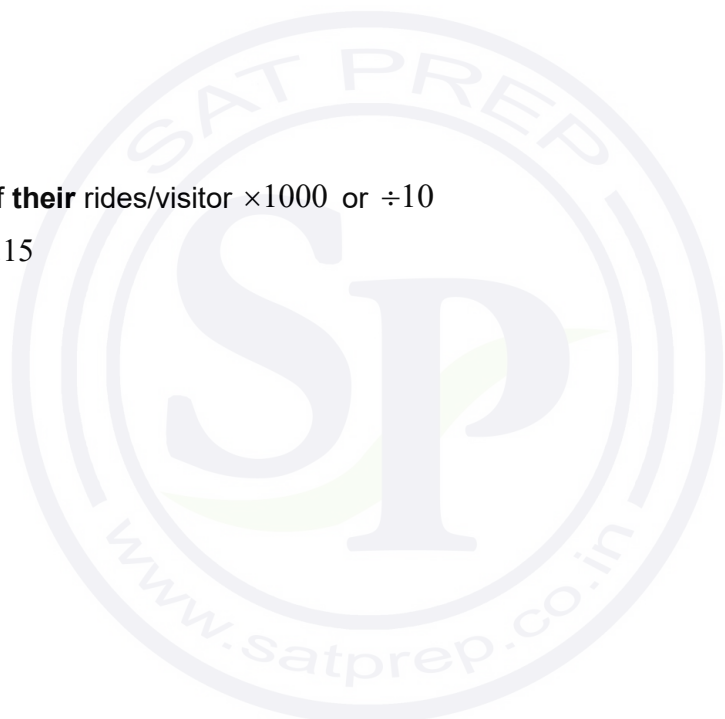 SAT PREP
f their rides/visitor ×1000 or ÷10
15
SP
www.satprep.co.in